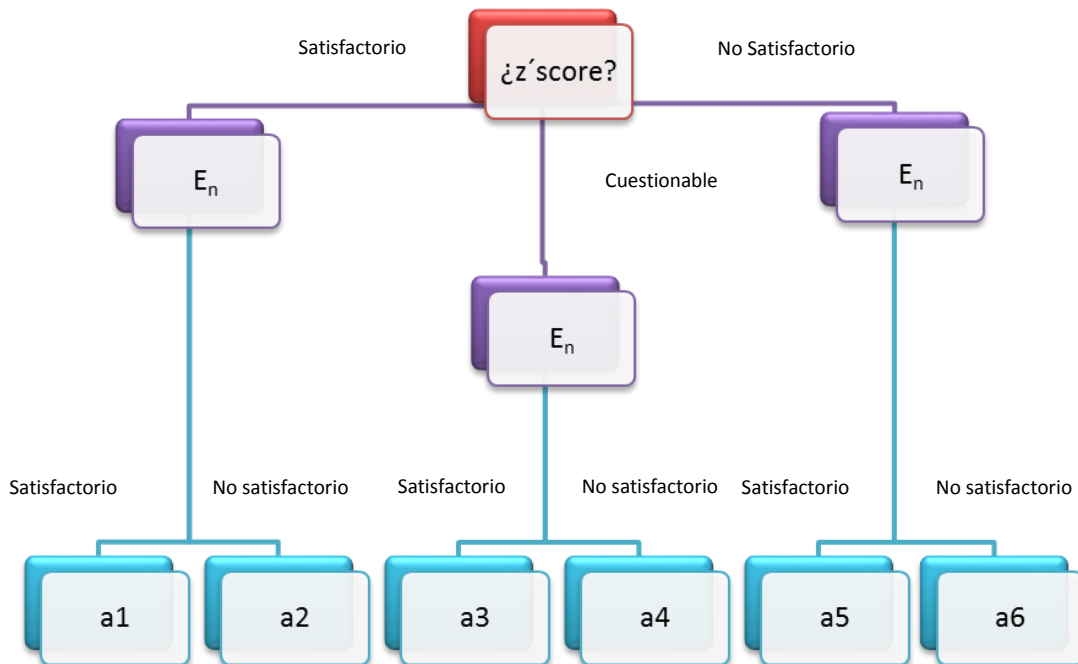 Satisfactorio
No Satisfactorio
¿z´score?
Eₙ
Cuestionable
Eₙ
Eₙ
Satisfactorio
No satisfactorio
Satisfactorio
No satisfactorio
Satisfactorio
No satisfactorio
a1
a2
a3
a4
a5
a6